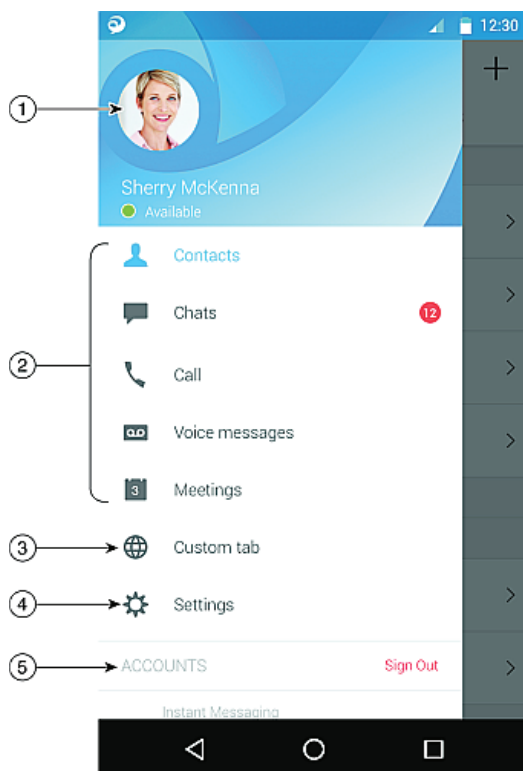 12:30
1
Sherry McKenna
Available
Contacts
Chats
12
2
Call
Voice messages
3
Meetings
3
Custom tab
4
Settings
5
ACCOUNTS
Sign Out
Instant Messaging